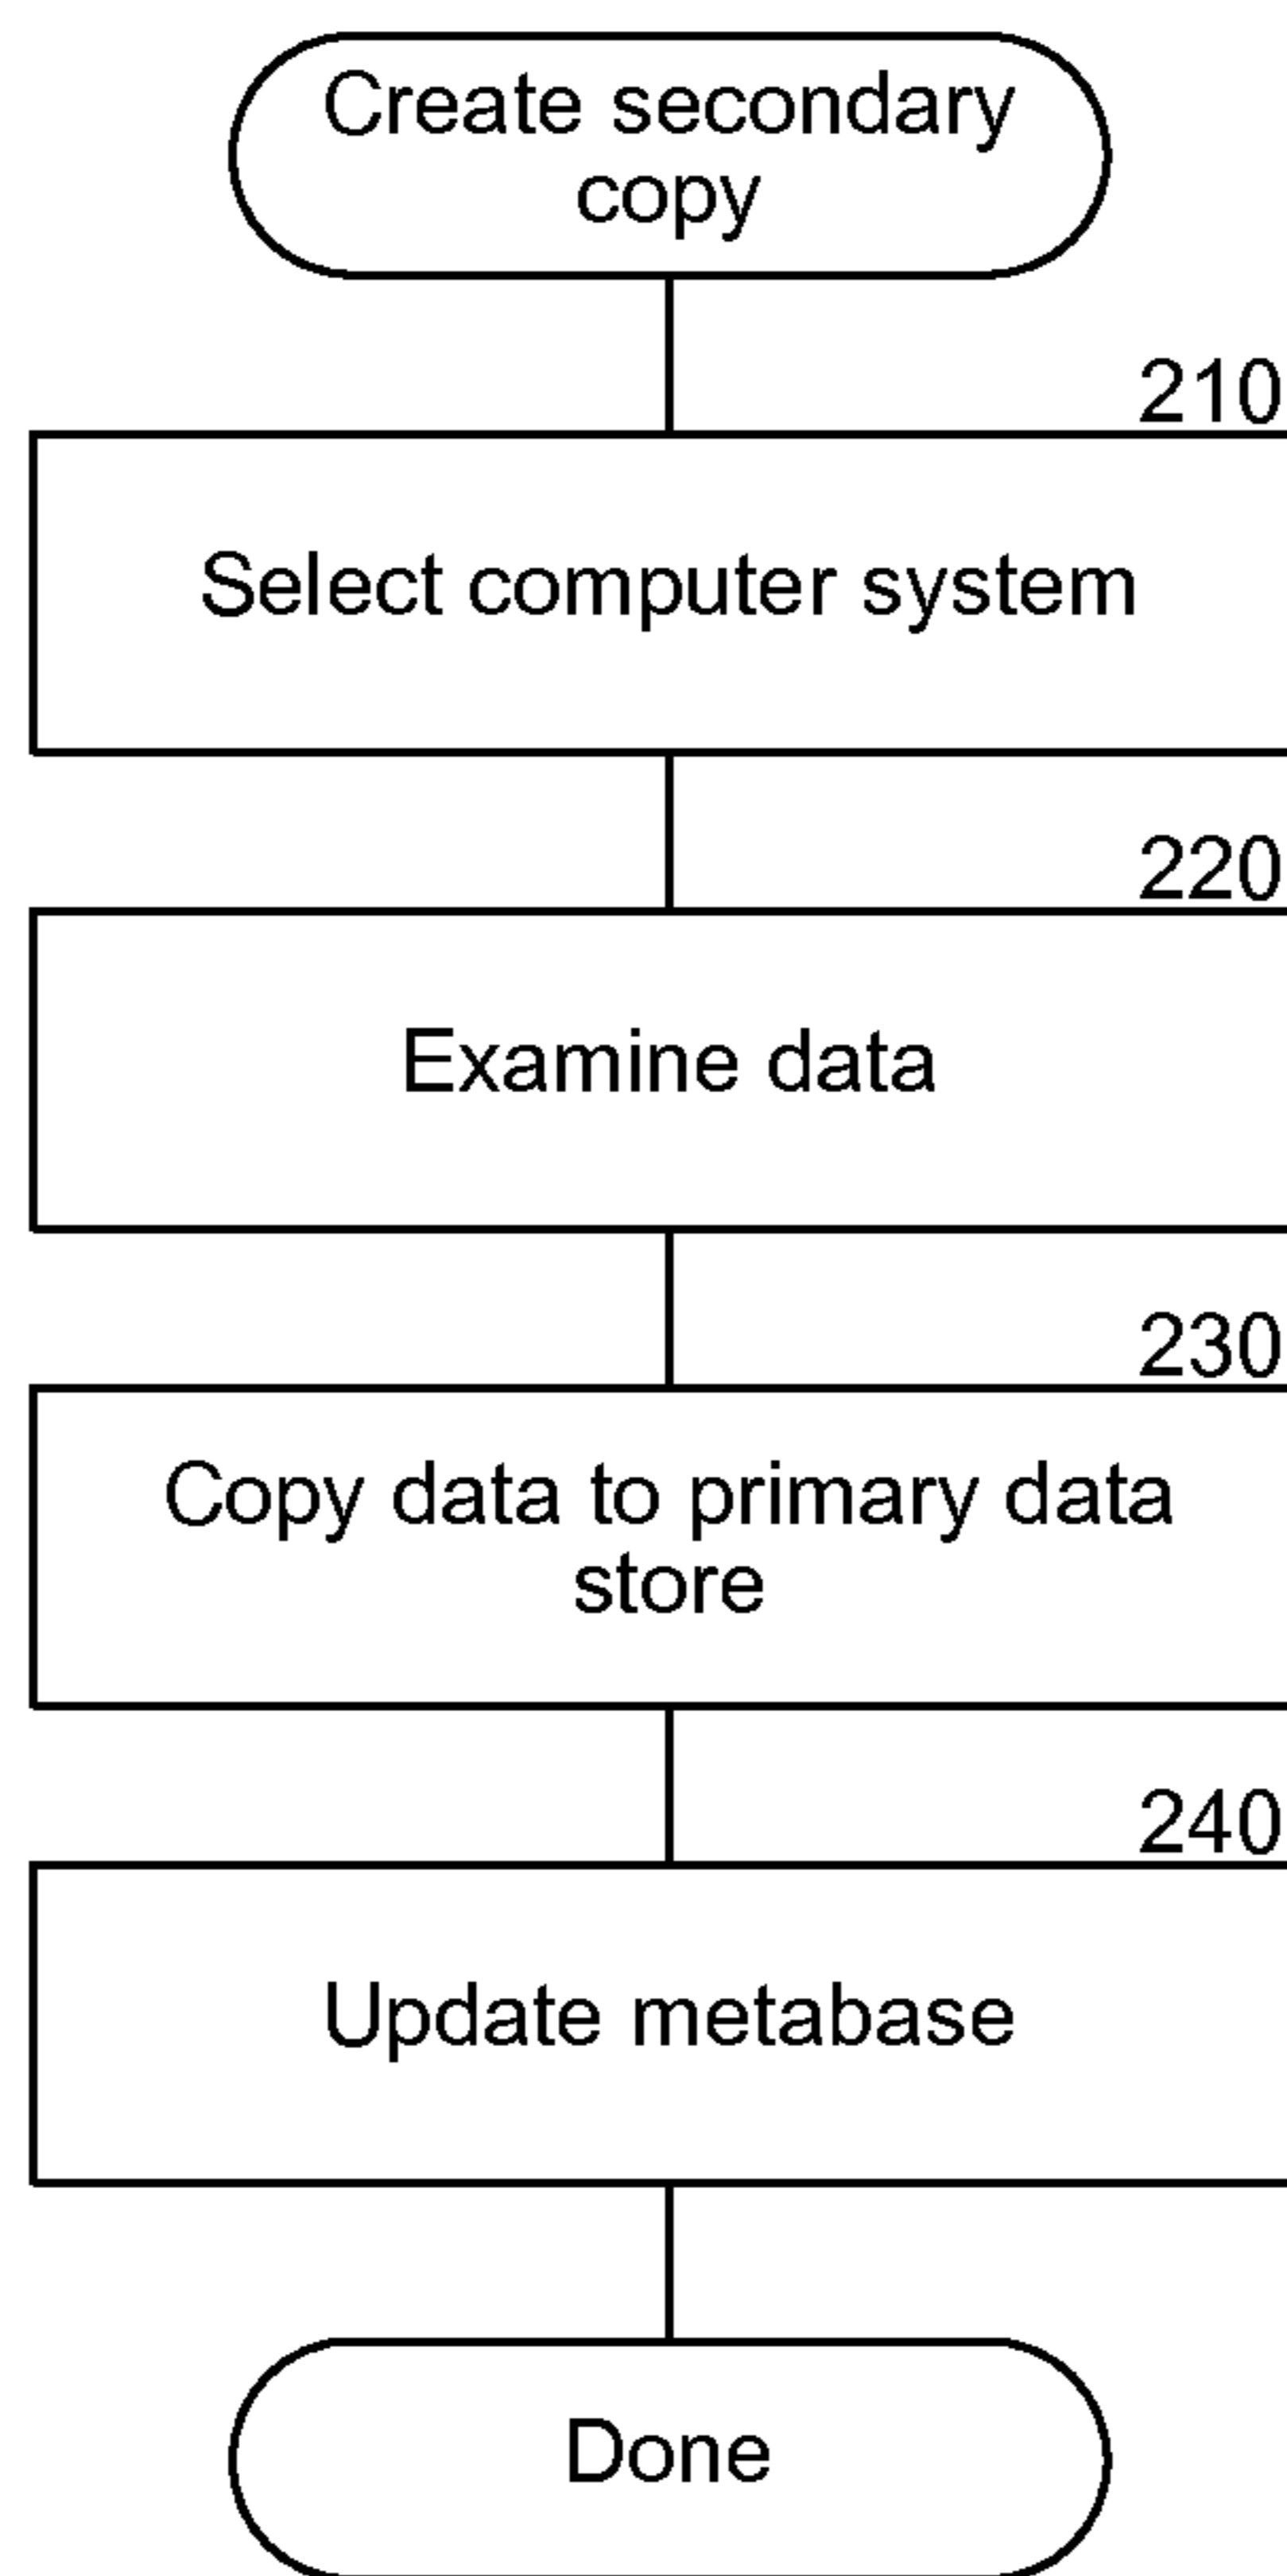 Create secondary
copy
210
Select computer system
220
Examine data
230
Copy data to primary data
store
240
Update metabase
Done